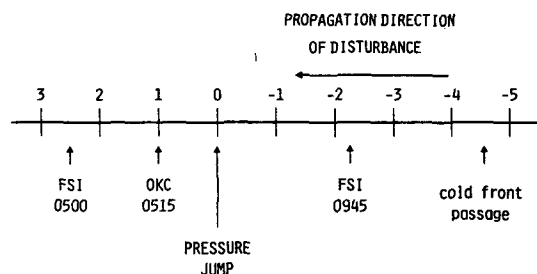 PROPAGATION DIRECTION
OF DISTURBANCE
3 2 1 0 -1 -2 -3 -4 -5
FSI
0500
OKC
0515
FSI
0945
cold front
passage
PRESSURE
JUMP